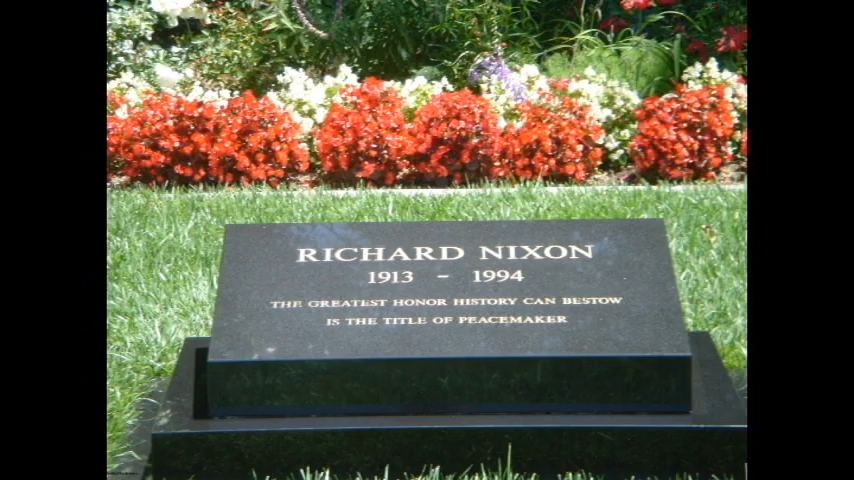 RICHARD NIXON
1913 - 1994
THE GREATEST HONOR HISTORY CAN BESTOW
IS THE TITLE OF PEACEMAKER